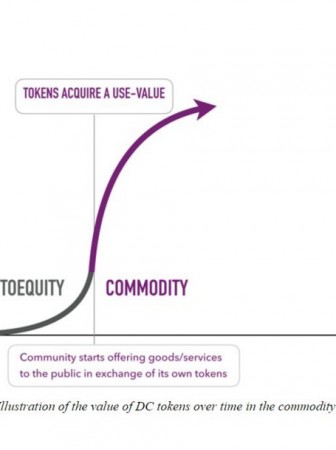 TOKENS ACQUIRE A USE-VALUE
TOEQUITY COMMODITY
Community starts offering goods/services
to the public in exchange of its own tokens
llustration of the value of DC tokens over time in the commodity